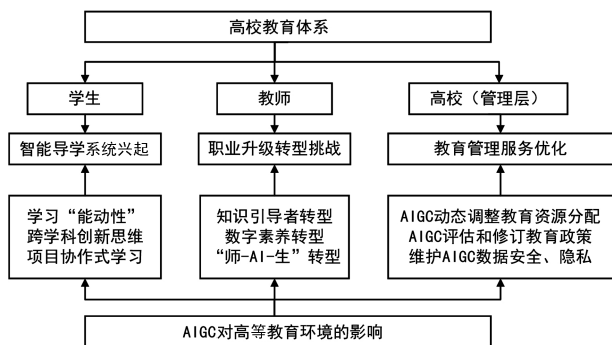 高校教育体系
学生
教师
高校（管理层）
智能导学系统兴起
职业升级转型挑战
教育管理服务优化
学习“能动性”
跨学科创新思维
项目协作式学习
知识引导者转型
数字素养转型
“师-AI-生”转型
AIGC动态调整教育资源分配
AIGC评估和修订教育政策
维护AIGC数据安全、隐私
AIGC对高等教育环境的影响